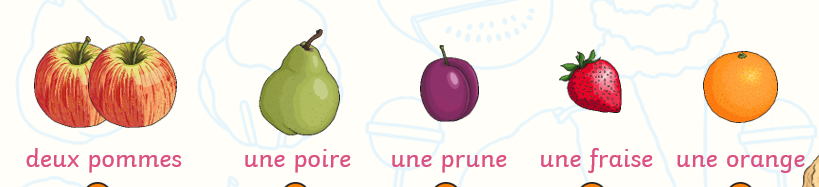 deux pommes
une poire
une prune
une fraise
une orange